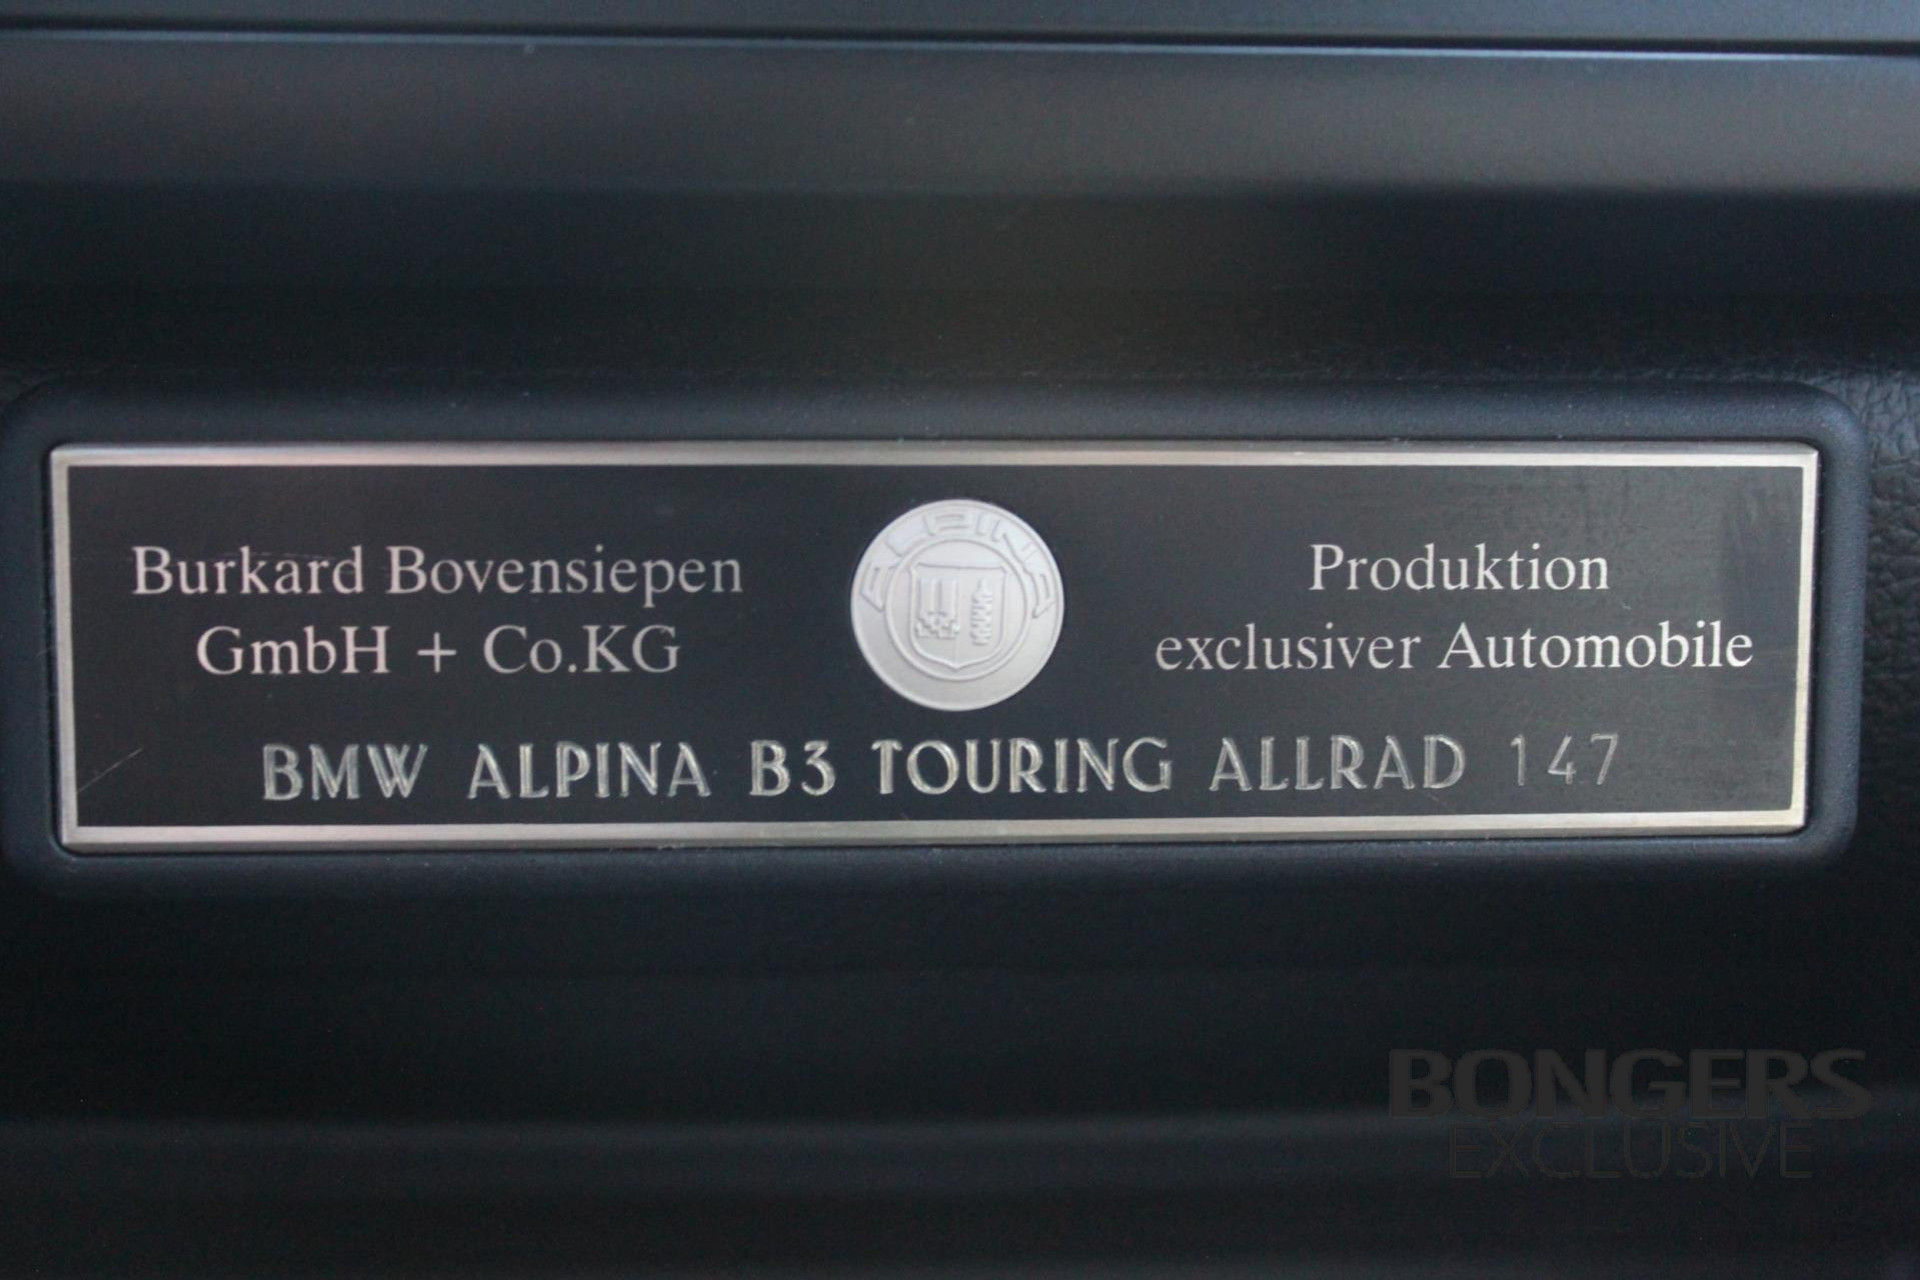 ALPINA
Burkard Bovensiepen
GmbH + Co.KG
Produktion
exclusiver Automobile
BMW ALPINA B3 TOURING ALLRAD 147
BONGERS
EXCLUSIVE